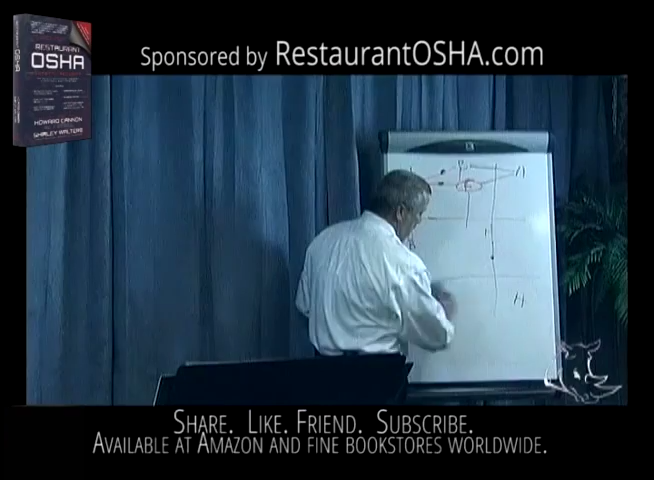 Sponsored by RestaurantOSHA.com
RESTAURANT
OSHA
HOWARD CANNON
SHIRLEY WALTERS
A
H
SHARE. LIKE. FRIEND. SUBSCRIBE.
AVAILABLE AT AMAZON AND FINE BOOKSTORES WORLDWIDE.